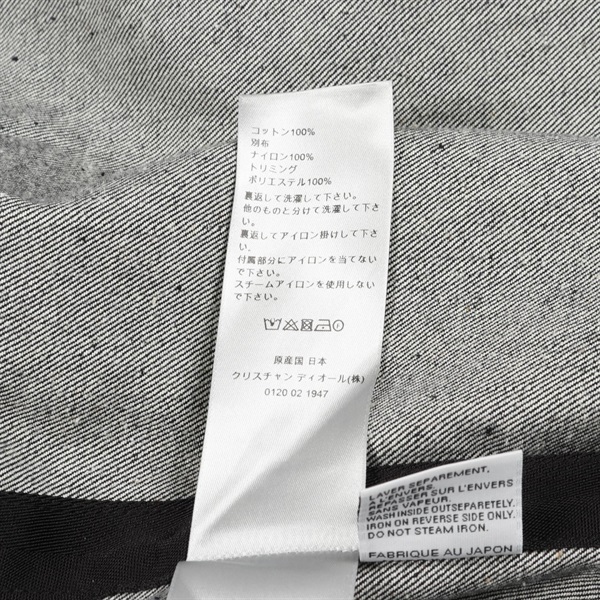 コットン100%
別布
ナイロン100%
トリミング
ポリエステル100%
裏返して洗濯して下さい。
他のものと分けて洗濯して下さ
い。
裏返してアイロン掛けして下さ
い。
付属部分にアイロンを当てない
で下さい。
スチームアイロンを使用しない
で下さい。
原産国 日本
クリスチャン ディオール(株)
0120 02 1947
LAVER SEPAREMENT,
A L'ENVERS.
REPASSER SUR L'ENVERS
SANS VAPEUR.
WASH INSIDE OUTSEPARETELY.
IRON ON REVERSE SIDE ONLY.
DO NOT STEAM IRON.
FABRIQUE AU JAPON